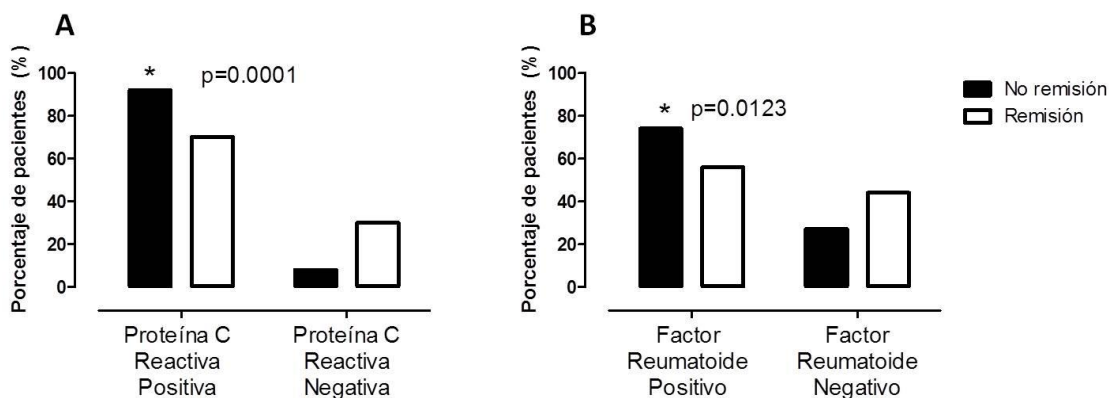 A
Porcentaje de pacientes (%)
100
80
60
40
20
0
*
p=0.0001
Proteína C
Reactiva
Positiva
Proteína C
Reactiva
Negativa
B
Porcentaje de pacientes (%)
100
80
60
40
20
0
*
p=0.0123
Factor
Reumatoide
Positivo
Factor
Reumatoide
Negativo
No remisión
Remisión